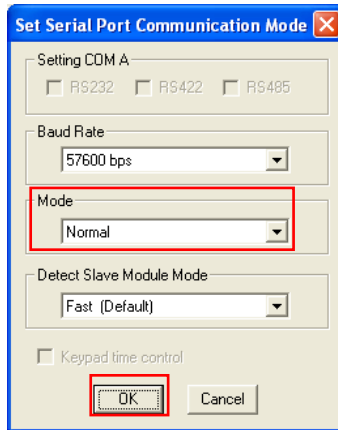 Set Serial Port Communication Mode
Setting COM A
RS232 RS422 RS485
Baud Rate
57600 bps
Mode
Normal
Detect Slave Module Mode
Fast (Default)
Keypad time control
OK Cancel